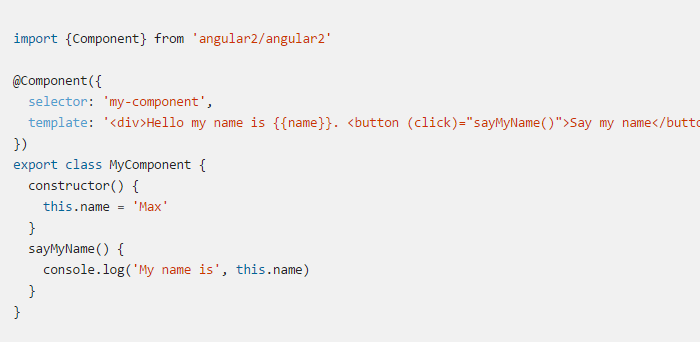 import {Component} from 'angular2/angular2'
@Component({
selector: 'my-component',
template: '<div>Hello my name is {{name}}. <button (click)="sayMyName()">Say my name</butto
})
export class MyComponent {
constructor() {
this.name = 'Max'
}
sayMyName() {
console.log('My name is', this.name)
}
}